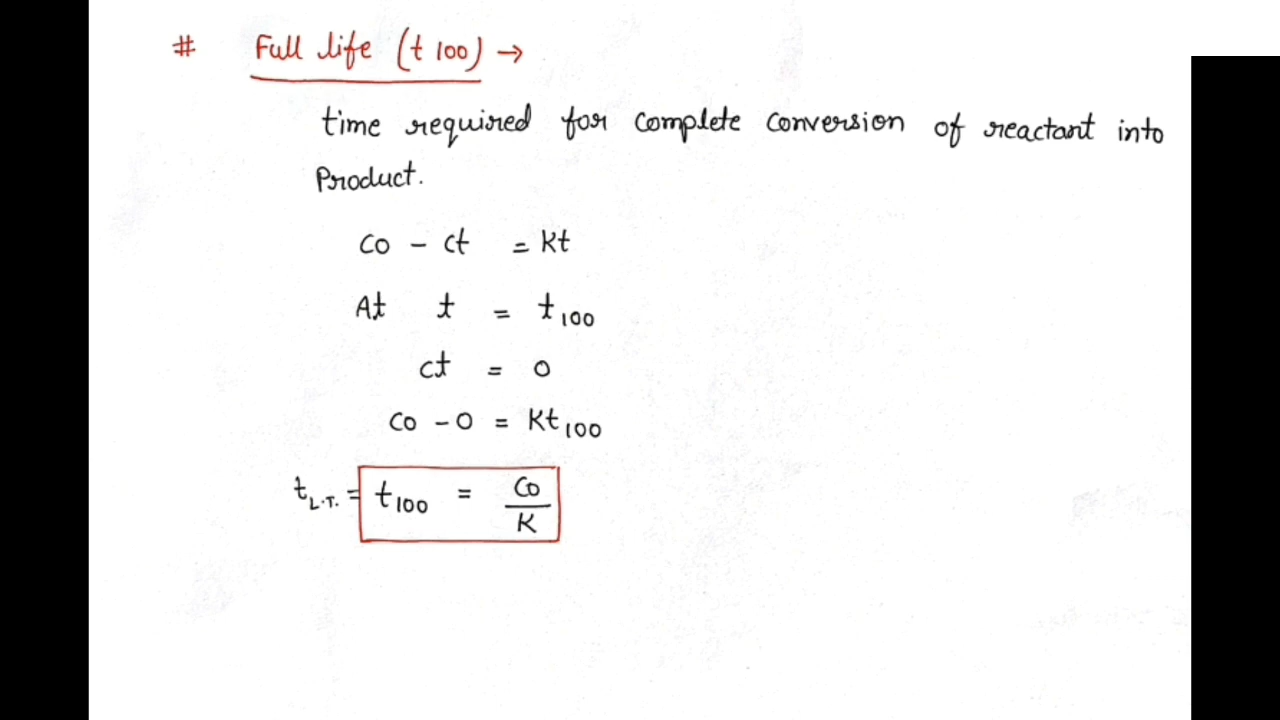 # Full life (t 100) →
time required for complete conversion of reactant into
Product.
Co - Ct = Kt
At t = t₁₀₀
Ct = 0
Co - 0 = Kt₁₀₀
t_L.T. = t₁₀₀ = Co/K